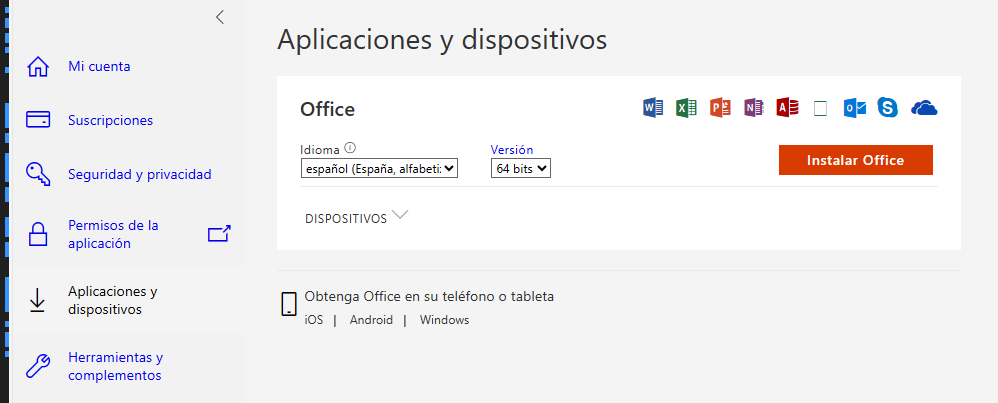 Aplicaciones y dispositivos
Mi cuenta
Suscripciones
Seguridad y privacidad
Permisos de la
aplicación
Aplicaciones y
dispositivos
Herramientas y
complementos
Office
Idioma
Versión
español (España, alfabeti:
64 bits
Instalar Office
DISPOSITIVOS
Obtenga Office en su teléfono o tableta
iOS | Android | Windows